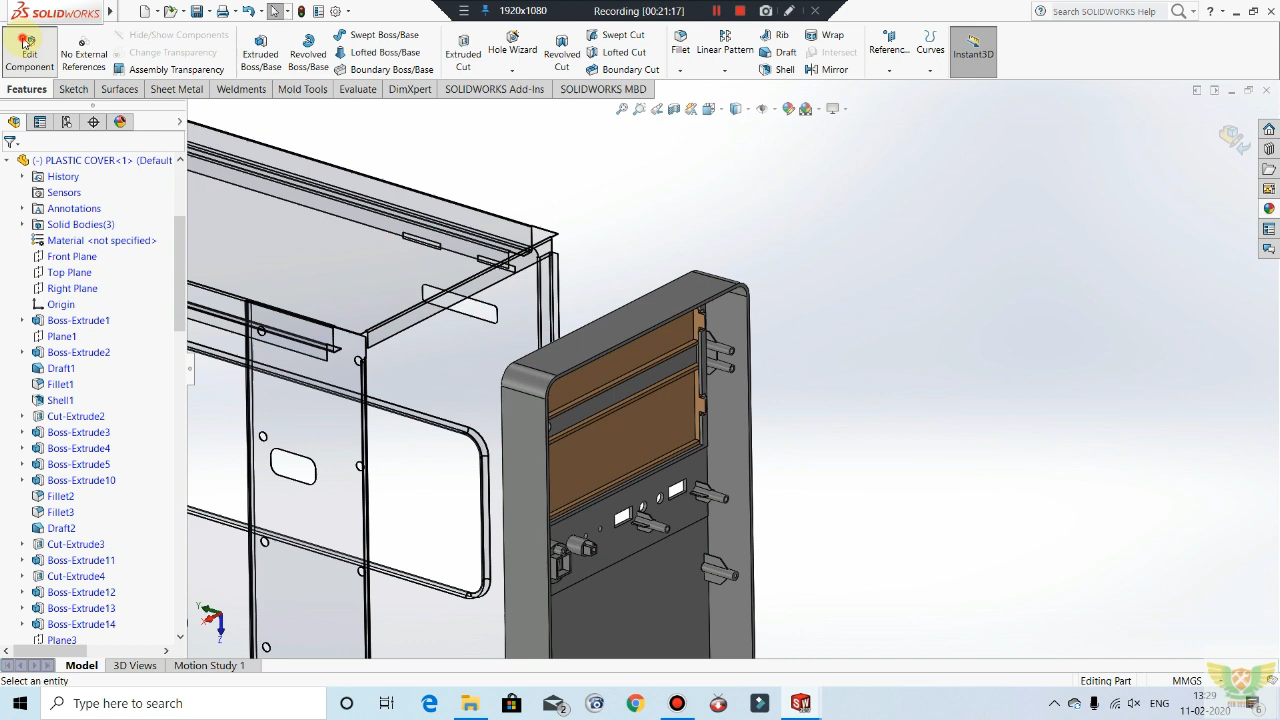 SOLIDWORKS
1920x1080
Recording [00:21:17]
Search SOLIDWORKS Help
Edit Component
No External References
Hide/Show Components
Change Transparency
Assembly Transparency
Extruded Boss/Base
Revolved Boss/Base
Swept Boss/Base
Lofted Boss/Base
Boundary Boss/Base
Extruded Cut
Hole Wizard
Revolved Cut
Swept Cut
Lofted Cut
Boundary Cut
Fillet
Linear Pattern
Rib
Draft
Shell
Wrap
Intersect
Mirror
Referenc...
Curves
Instant3D
Features
Sketch
Surfaces
Sheet Metal
Weldments
Mold Tools
Evaluate
DimXpert
SOLIDWORKS Add-Ins
SOLIDWORKS MBD
(-) PLASTIC COVER<1> (Default
History
Sensors
Annotations
Solid Bodies(3)
Material <not specified>
Front Plane
Top Plane
Right Plane
Origin
Boss-Extrude1
Plane1
Boss-Extrude2
Draft1
Fillet1
Shell1
Cut-Extrude2
Boss-Extrude3
Boss-Extrude4
Boss-Extrude5
Boss-Extrude10
Fillet2
Fillet3
Draft2
Cut-Extrude3
Boss-Extrude11
Cut-Extrude4
Boss-Extrude12
Boss-Extrude13
Boss-Extrude14
Plane3
Y
X
Z
Model
3D Views
Motion Study 1
Select an entity
Editing Part
MMGS
Type here to search
2
SW
ENG
13:29
11-02-2020
6